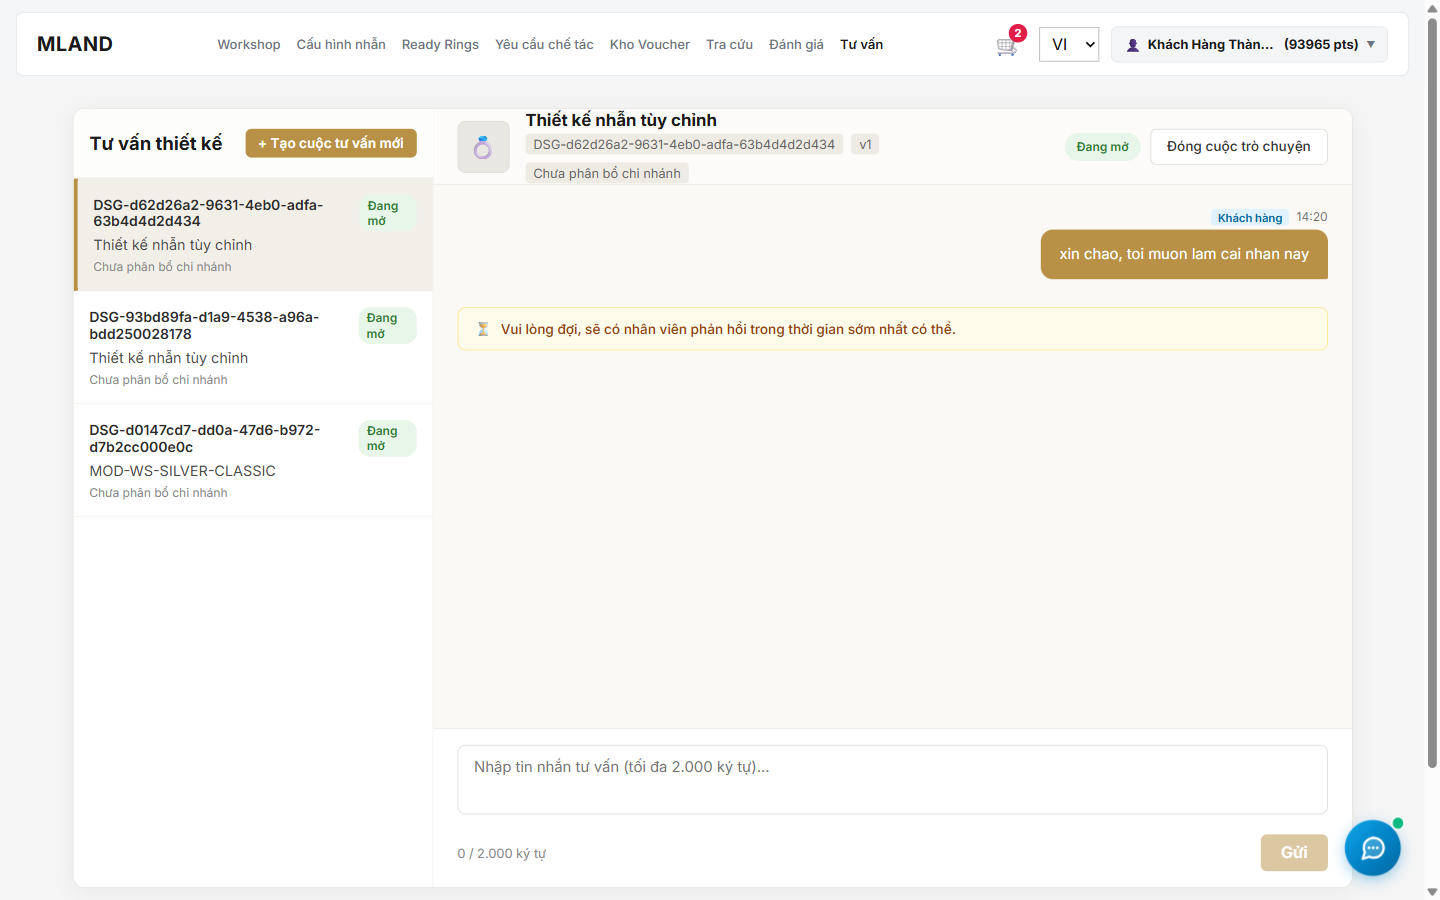 MLAND
Workshop Cấu hình nhẫn Ready Rings Yêu cầu chế tác Kho Voucher Tra cứu Đánh giá Tư vấn
2
VI
Khách Hàng Thàn... (93965 pts)
Tư vấn thiết kế
+ Tạo cuộc tư vấn mới
DSG-d62d26a2-9631-4eb0-adfa-
63b4d4d2d434
Đang
mở
Thiết kế nhẫn tùy chỉnh
Chưa phân bổ chi nhánh
DSG-93bd89fa-d1a9-4538-a96a-
bdd250028178
Đang
mở
Thiết kế nhẫn tùy chỉnh
Chưa phân bổ chi nhánh
DSG-d0147cd7-dd0a-47d6-b972-
d7b2cc000e0c
Đang
mở
MOD-WS-SILVER-CLASSIC
Chưa phân bổ chi nhánh
Thiết kế nhẫn tùy chỉnh
DSG-d62d26a2-9631-4eb0-adfa-63b4d4d2d434 v1
Chưa phân bổ chi nhánh
Đang mở
Đóng cuộc trò chuyện
Khách hàng 14:20
xin chao, toi muon lam cai nhan nay
Vui lòng đợi, sẽ có nhân viên phản hồi trong thời gian sớm nhất có thể.
Nhập tin nhắn tư vấn (tối đa 2.000 ký tự)...
0 / 2.000 ký tự
Gửi